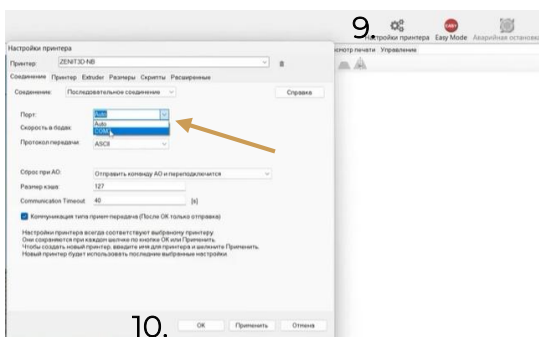 9.
Настройки принтера Easy Mode Аварийная остановка
смотр печати Управление
Настройки принтера
Принтер: ZENIT3D-NB
Соединение Принтер Extruder Размеры Скрипты Расширенные
Соединение: Последовательное соединение Справка
Порт: Auto
Auto
Скорость в бодах: COM3
Протокол передачи: ASCII
Сброс при АО: Отправить команду АО и переподключится
Размер кэша: 127
Communication Timeout: 40 [s]
Коммуникация типа прием-передача (После ОК только отправка)
Настройки принтера всегда соответствуют выбраному принтеру.
Они сохраняются при каждом щелчке по кнопке ОК или Применить.
Чтобы создать новый принтер, введите имя для принтера и щелкните Применить.
Новый принтер будет использовать последние выбранные настройки
10.
OK Применить Отмена